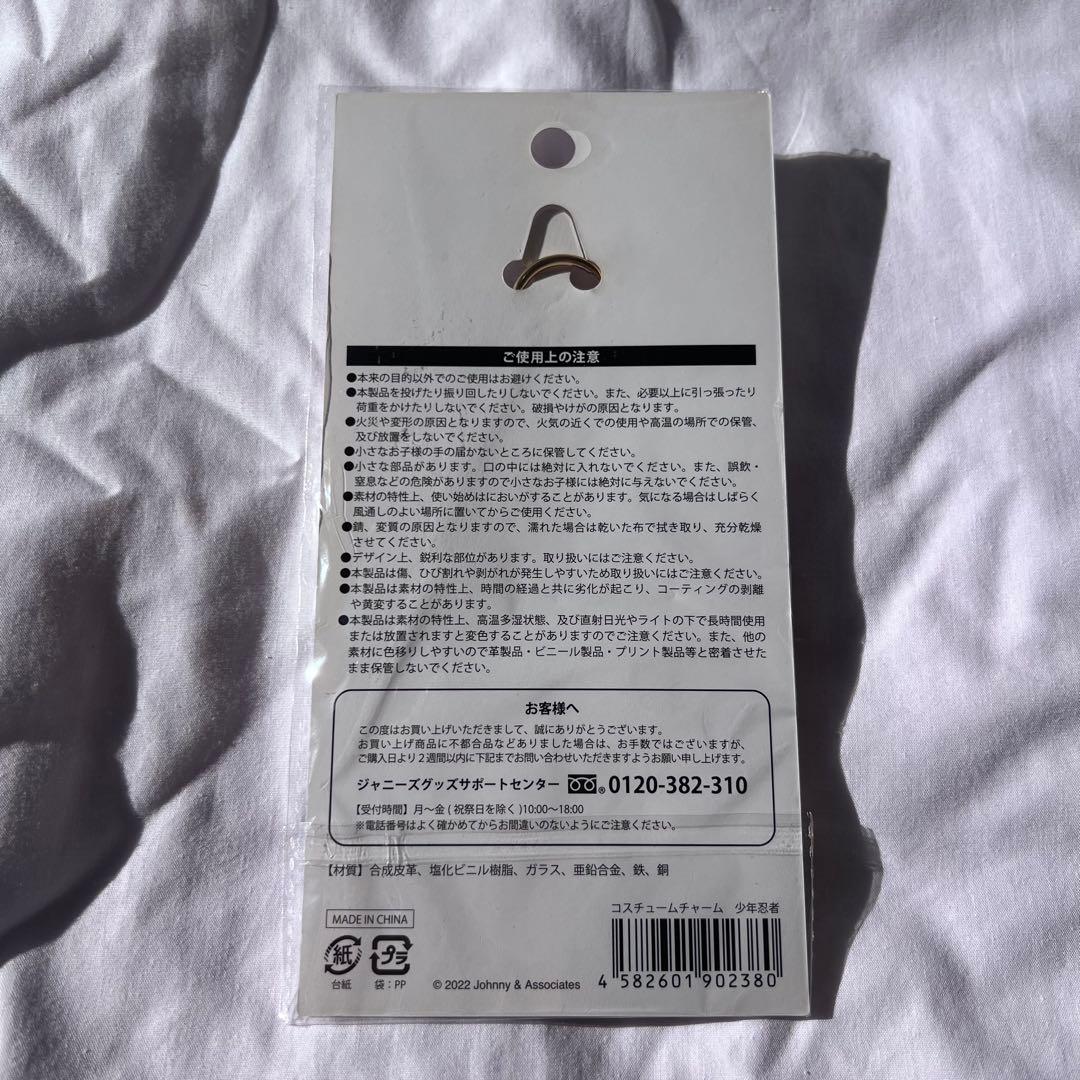 ご使用上の注意
●本来の目的以外でのご使用はお避けください。
●本製品を投げたり振り回したりしないでください。また、必要以上に引っ張ったり
荷重をかけたりしないでください。破損やけがの原因となります。
●火災や変形の原因となりますので、火気の近くでの使用や高温の場所での保管、
及び放置をしないでください。
●小さなお子様の手の届かないところに保管してください。
●小さな部品があります。口の中には絶対に入れないでください。また、誤飲・
窒息などの危険がありますので小さなお子様には絶対に与えないでください。
●素材の特性上、使い始めはにおいがすることがあります。気になる場合はしばらく
風通しのよい場所に置いてからご使用ください。
●錆、変質の原因となりますので、濡れた場合は乾いた布で拭き取り、充分乾燥
させてください。
●デザイン上、鋭利な部位があります。取り扱いにはご注意ください。
●本製品は傷、ひび割れや剥がれが発生しやすいため取り扱いにはご注意ください。
●本製品は素材の特性上、時間の経過と共に劣化が起こり、コーティングの剥離
や黄変することがあります。
●本製品は素材の特性上、高温多湿状態、及び直射日光やライトの下で長時間使用
または放置されますと変色することがありますのでご注意ください。また、他の
素材に色移りしやすいので革製品・ビニール製品・プリント製品等と密着させた
まま保管しないでください。
お客様へ
この度はお買い上げいただきまして、誠にありがとうございます。
お買い上げ商品に不都合品などありました場合は、お手数ではございますが、
ご購入日より2週間以内に下記までお問い合わせいただきますようお願い申し上げます。
ジャニーズグッズサポートセンター ® 0120-382-310
【受付時間】月〜金(祝祭日を除く)10:00〜18:00
※電話番号はよく確かめてからお間違いのないようにご注意ください。
【材質】合成皮革、塩化ビニル樹脂、ガラス、亜鉛合金、鉄、銅
コスチュームチャーム 少年忍者
MADE IN CHINA
紙 プラ
台紙 袋:PP
© 2022 Johnny & Associates
4 582601 902380